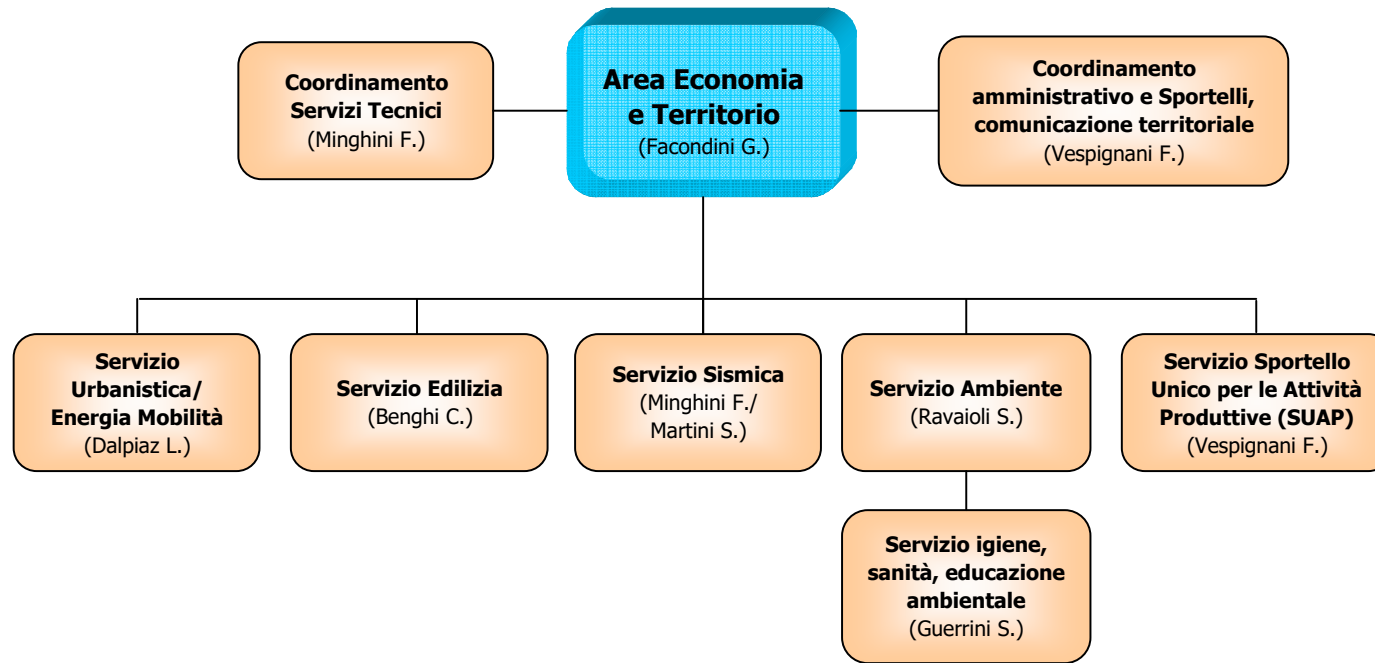 Coordinamento
Servizi Tecnici
(Minghini F.)
Area Economia
e Territorio
(Facondini G.)
Coordinamento
amministrativo e Sportelli,
comunicazione territoriale
(Vespignani F.)
Servizio
Urbanistica/
Energia Mobilità
(Dalpiaz L.)
Servizio Edilizia
(Benghi C.)
Servizio Sismica
(Minghini F./
Martini S.)
Servizio Ambiente
(Ravaioli S.)
Servizio Sportello
Unico per le Attività
Produttive (SUAP)
(Vespignani F.)
Servizio igiene,
sanità, educazione
ambientale
(Guerrini S.)